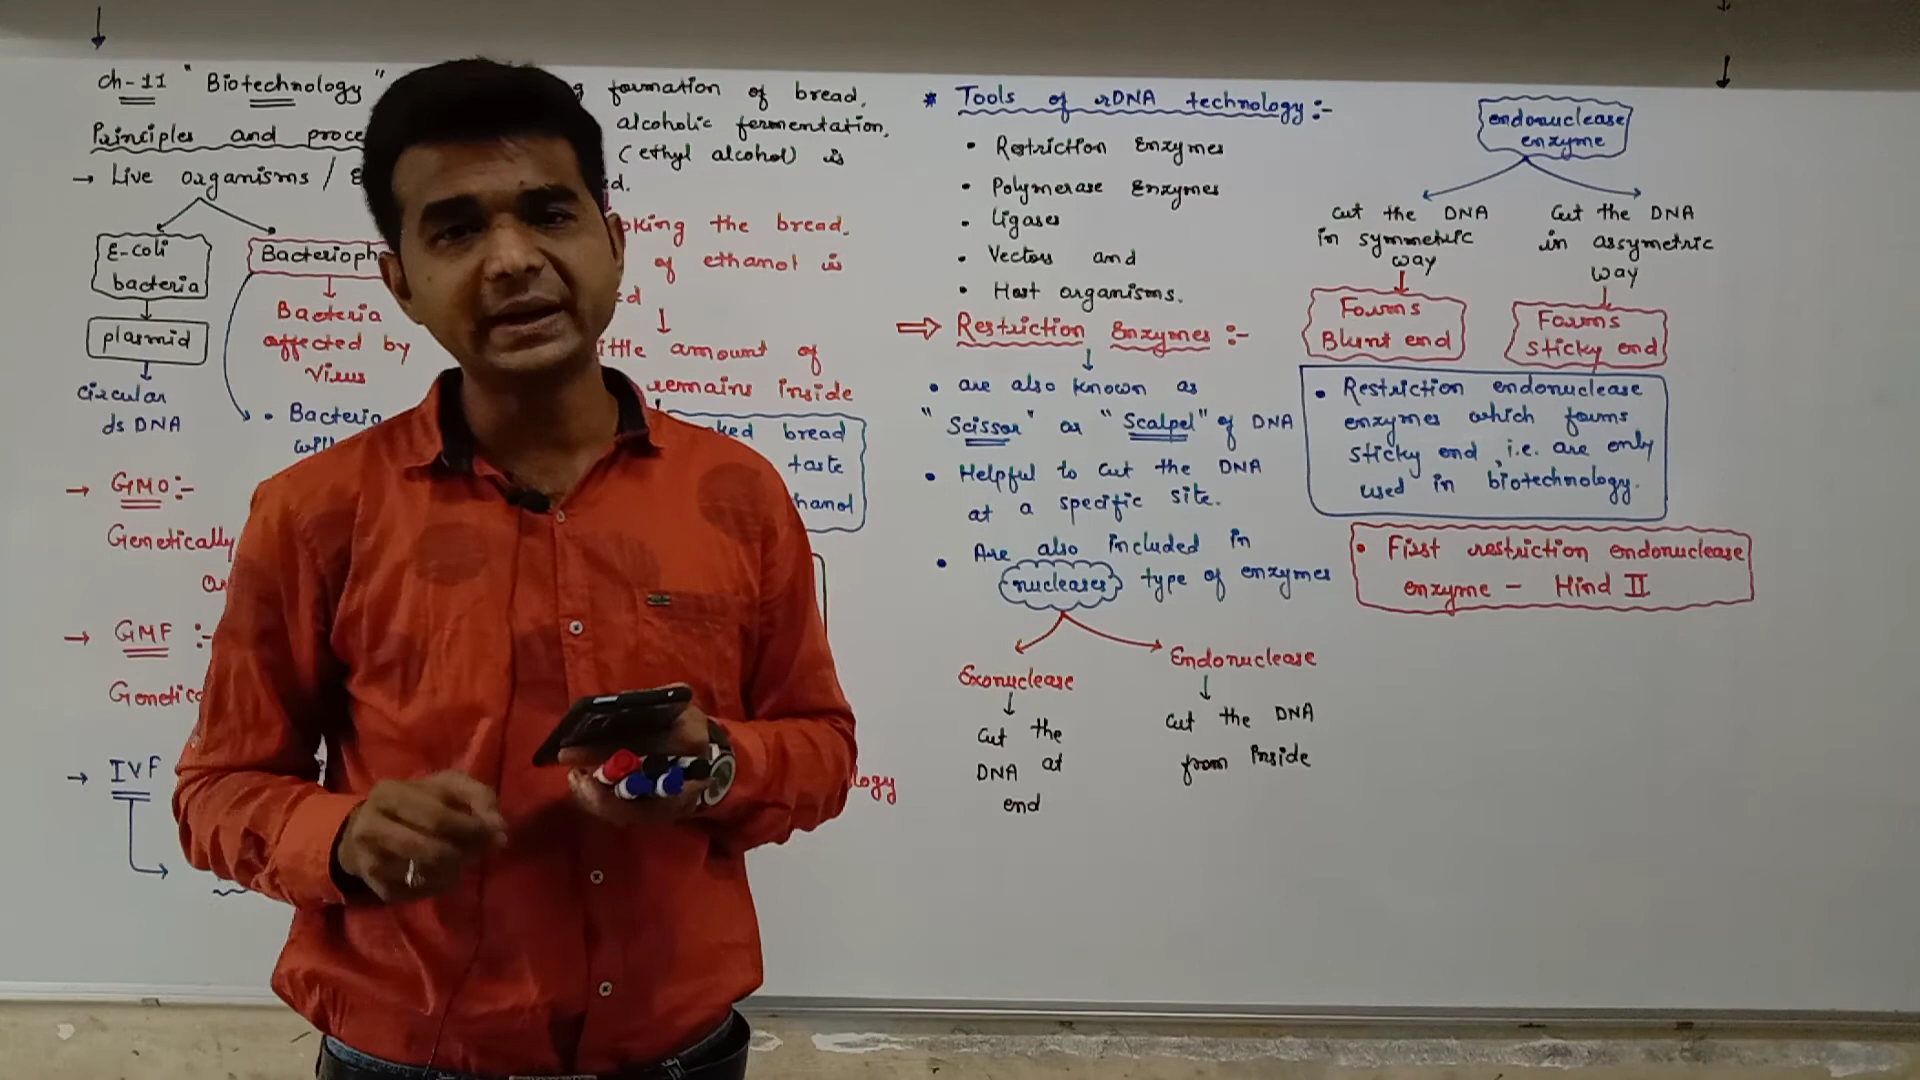 ch-11 " Biotechnology "
Principles and
→ Live organisms /
E-coli
bacteria
plasmid
circular
ds DNA
Bacteria
affected by
virus
• Bacteria
→ GMO :-
Genetically
→ GMF :-
→ IVF
formation of bread,
alcoholic fermentation,
(ethyl alcohol) is
the bread,
of ethanol is
amount of
remains inside
bread
taste
* Tools of rDNA technology :-
• Restriction Enzymes
• Polymerase Enzymes
• Ligases
• Vectors and
• Host organisms.
⇒ Restriction Enzymes :-
• are also known as
"Scissor" or "Scalpel" of DNA
• Helpful to cut the DNA
at a specific site.
• Are also included in
nucleases type of enzymes
Exonuclease
cut the
DNA at
end
Endonuclease
cut the DNA
from inside
endonuclease
enzyme
cut the DNA
in symmetric
way
Forms
Blunt end
cut the DNA
in assymetric
way
Forms
sticky end
• Restriction endonuclease
enzymes which forms
sticky end, i.e. are only
used in biotechnology.
• First restriction endonuclease
enzyme - Hind II